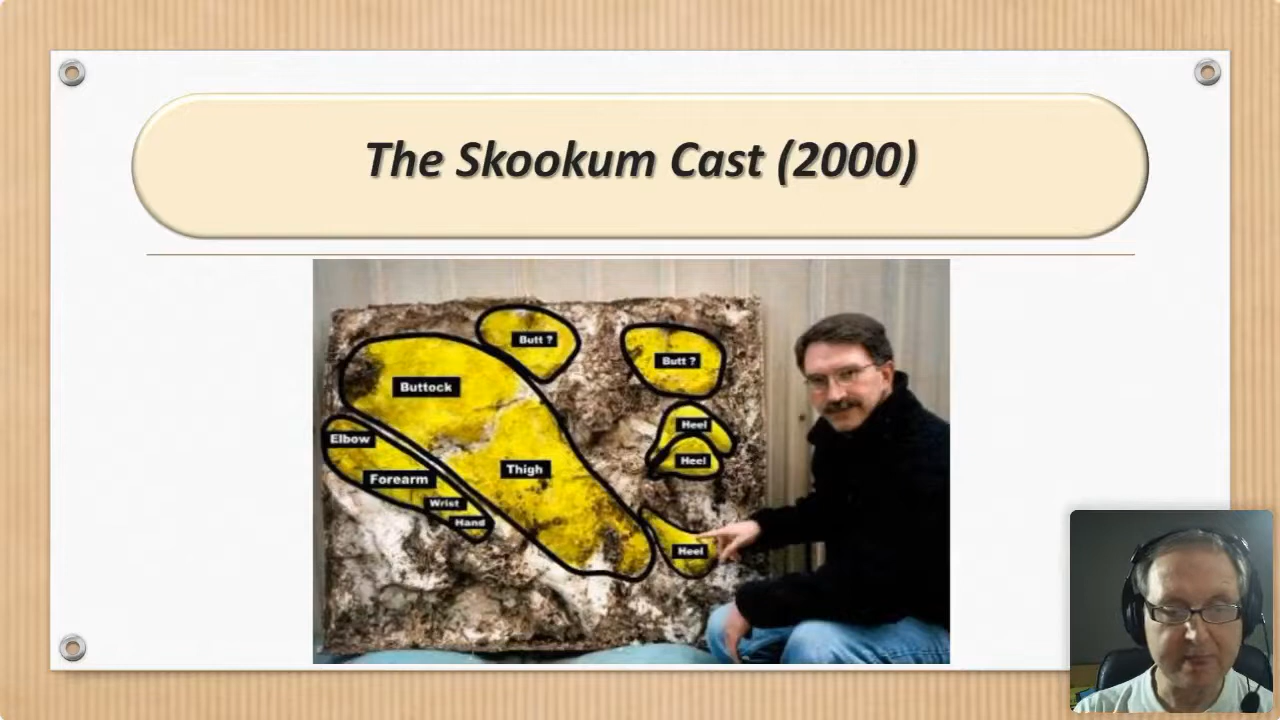 The Skookum Cast (2000)
Butt ?
Butt ?
Buttock
Heel
Elbow
Heel
Thigh
Forearm
Wrist
Hand
Heel